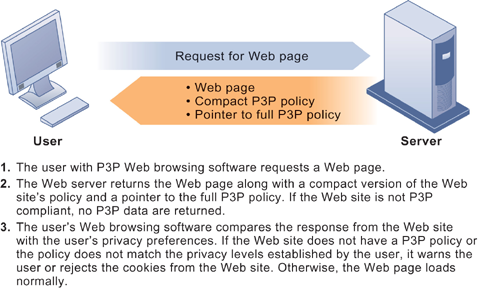 Request for Web page
• Web page
• Compact P3P policy
• Pointer to full P3P policy
User
Server
1. The user with P3P Web browsing software requests a Web page.
2. The Web server returns the Web page along with a compact version of the Web
site's policy and a pointer to the full P3P policy. If the Web site is not P3P
compliant, no P3P data are returned.
3. The user's Web browsing software compares the response from the Web site
with the user's privacy preferences. If the Web site does not have a P3P policy or
the policy does not match the privacy levels established by the user, it warns the
user or rejects the cookies from the Web site. Otherwise, the Web page loads
normally.